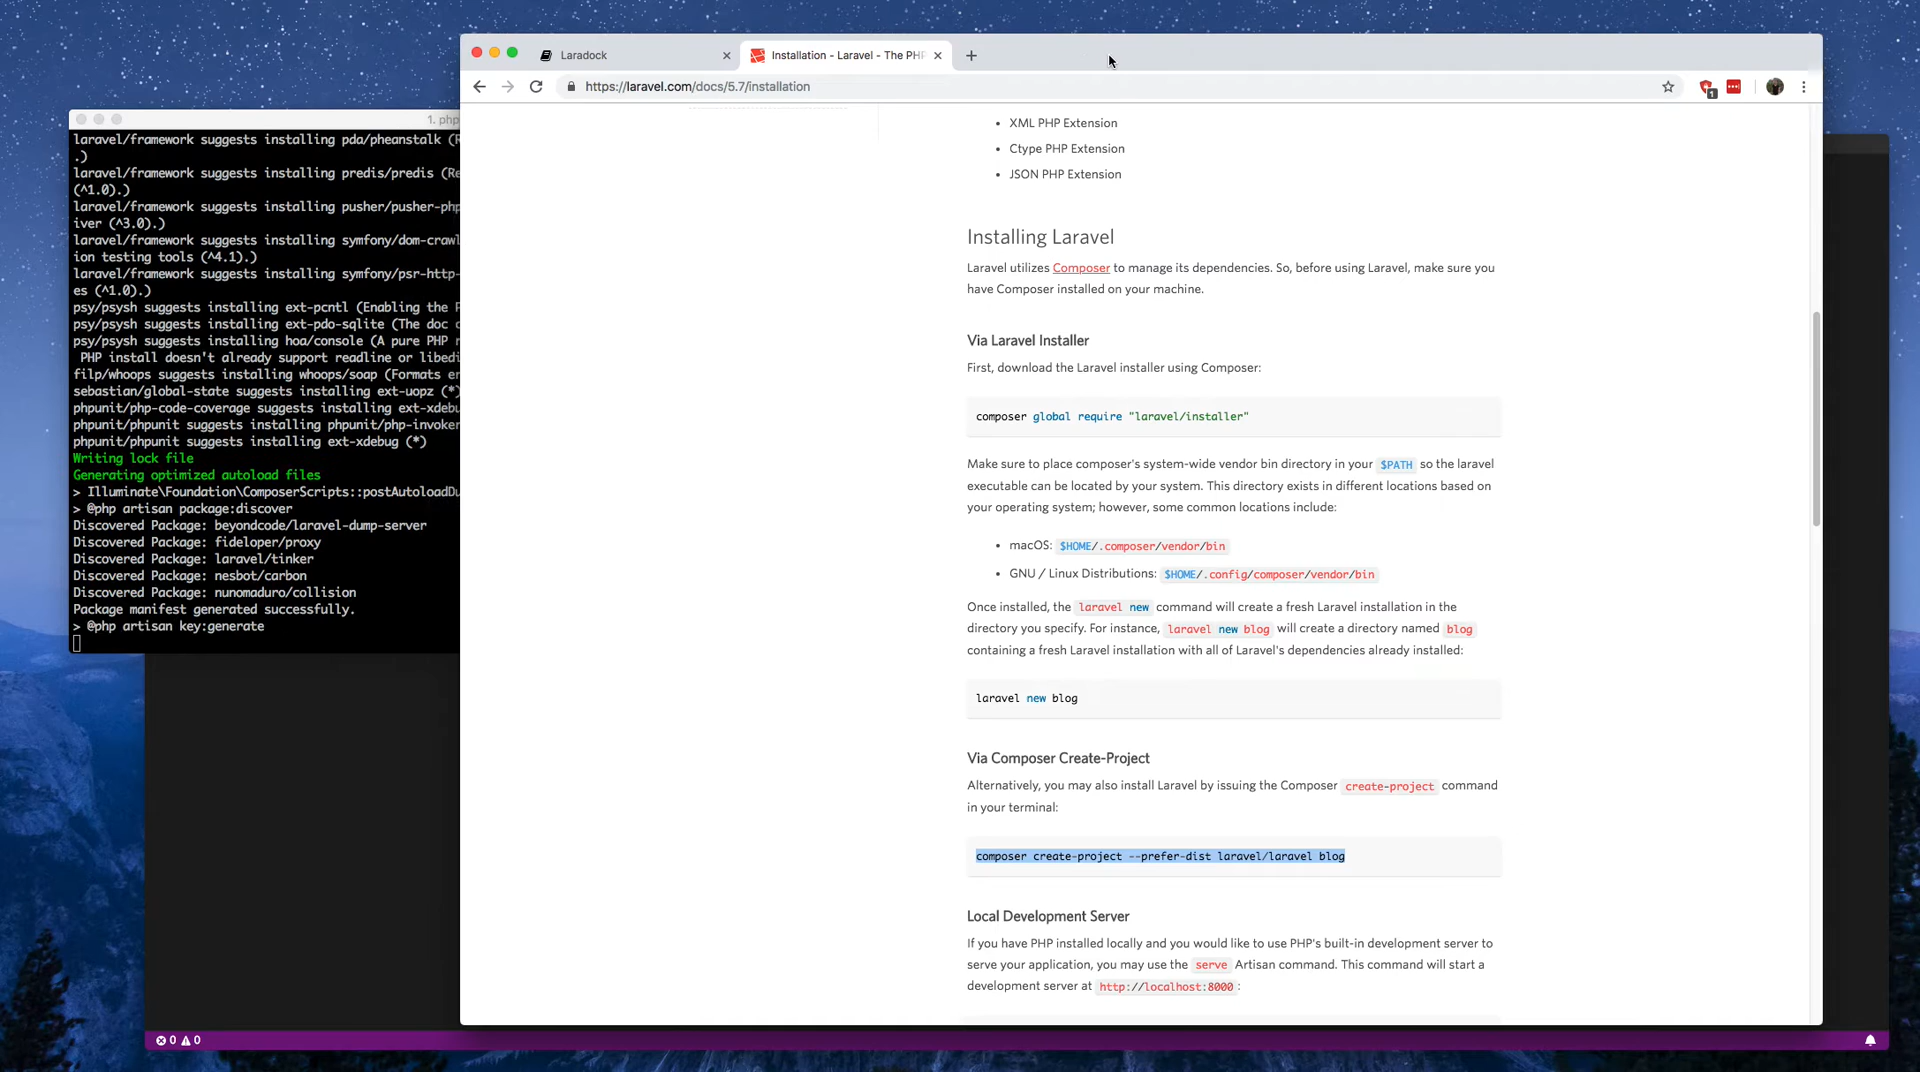 Laradock
Installation - Laravel - The PHP
https://laravel.com/docs/5.7/installation
1
1. php
laravel/framework suggests installing pda/pheanstalk (R
.)
laravel/framework suggests installing predis/predis (Re
(^1.0).)
laravel/framework suggests installing pusher/pusher-php
iver (^3.0).)
laravel/framework suggests installing symfony/dom-crawl
ion testing tools (^4.1).)
laravel/framework suggests installing symfony/psr-http-
es (^1.0).)
psy/psysh suggests installing ext-pcntl (Enabling the P
psy/psysh suggests installing ext-pdo-sqlite (The doc c
psy/psysh suggests installing hoa/console (A pure PHP r
PHP install doesn't already support readline or libedi
filp/whoops suggests installing whoops/soap (Formats er
sebastian/global-state suggests installing ext-uopz (*)
phpunit/php-code-coverage suggests installing ext-xdebu
phpunit/phpunit suggests installing phpunit/php-invoker
phpunit/phpunit suggests installing ext-xdebug (*)
Writing lock file
Generating optimized autoload files
> Illuminate\Foundation\ComposerScripts::postAutoloadDu
> @php artisan package:discover
Discovered Package: beyondcode/laravel-dump-server
Discovered Package: fideloper/proxy
Discovered Package: laravel/tinker
Discovered Package: nesbot/carbon
Discovered Package: nunomaduro/collision
Package manifest generated successfully.
> @php artisan key:generate
XML PHP Extension
Ctype PHP Extension
JSON PHP Extension
Installing Laravel
Laravel utilizes Composer to manage its dependencies. So, before using Laravel, make sure you
have Composer installed on your machine.
Via Laravel Installer
First, download the Laravel installer using Composer:
composer global require "laravel/installer"
Make sure to place composer's system-wide vendor bin directory in your $PATH so the laravel
executable can be located by your system. This directory exists in different locations based on
your operating system; however, some common locations include:
macOS: $HOME/.composer/vendor/bin
GNU / Linux Distributions: $HOME/.config/composer/vendor/bin
Once installed, the laravel new command will create a fresh Laravel installation in the
directory you specify. For instance, laravel new blog will create a directory named blog
containing a fresh Laravel installation with all of Laravel's dependencies already installed:
laravel new blog
Via Composer Create-Project
Alternatively, you may also install Laravel by issuing the Composer create-project command
in your terminal:
composer create-project --prefer-dist laravel/laravel blog
Local Development Server
If you have PHP installed locally and you would like to use PHP's built-in development server to
serve your application, you may use the serve Artisan command. This command will start a
development server at http://localhost:8000 :
0 0